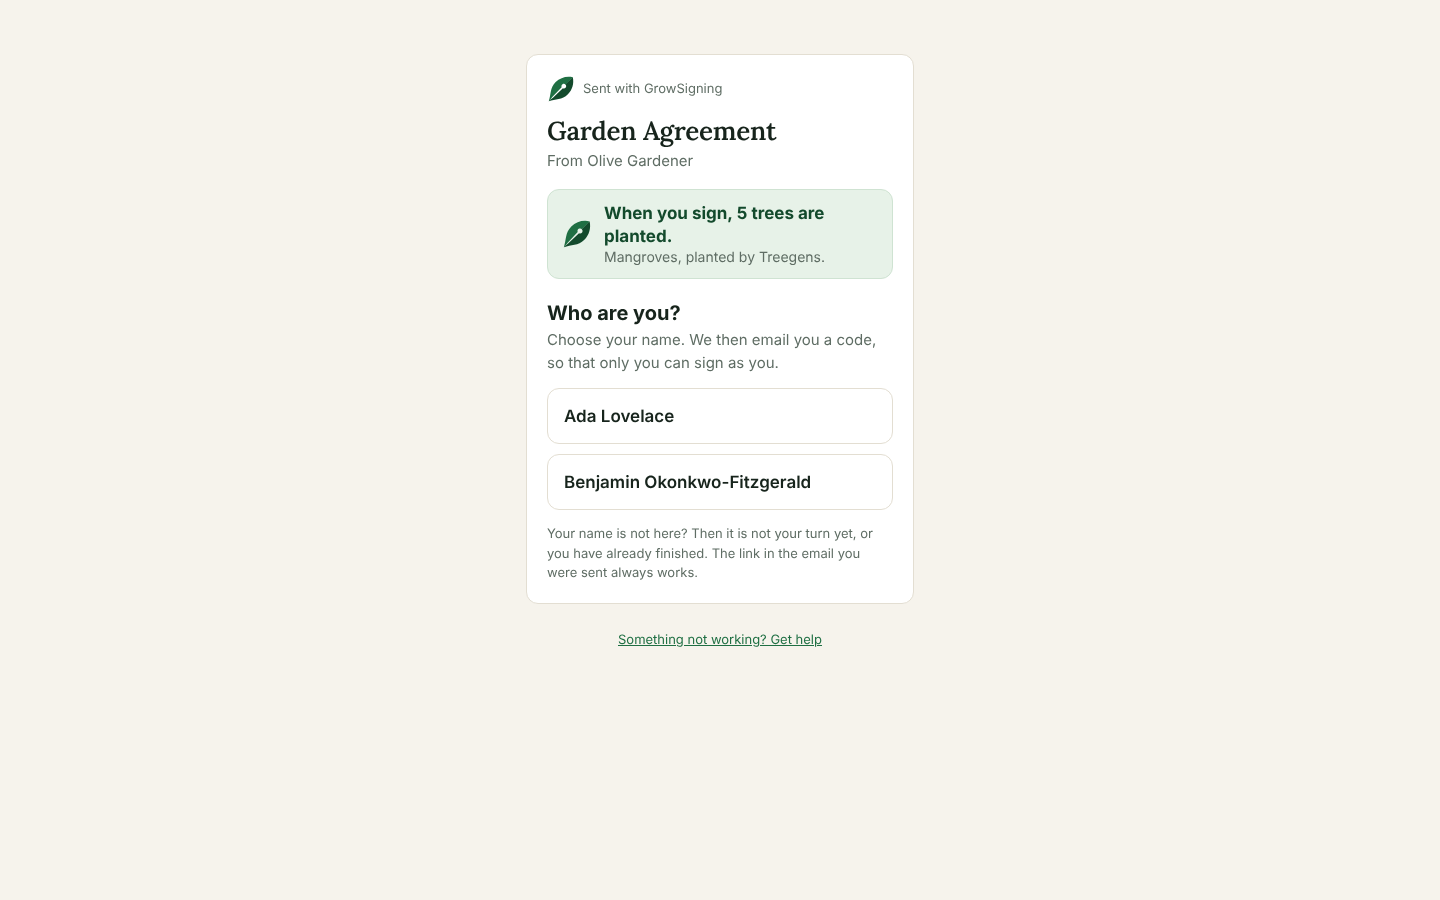 Sent with GrowSigning
Garden Agreement
From Olive Gardener
When you sign, 5 trees are
planted.
Mangroves, planted by Treegens.
Who are you?
Choose your name. We then email you a code,
so that only you can sign as you.
Ada Lovelace
Benjamin Okonkwo-Fitzgerald
Your name is not here? Then it is not your turn yet, or
you have already finished. The link in the email you
were sent always works.
Something not working? Get help